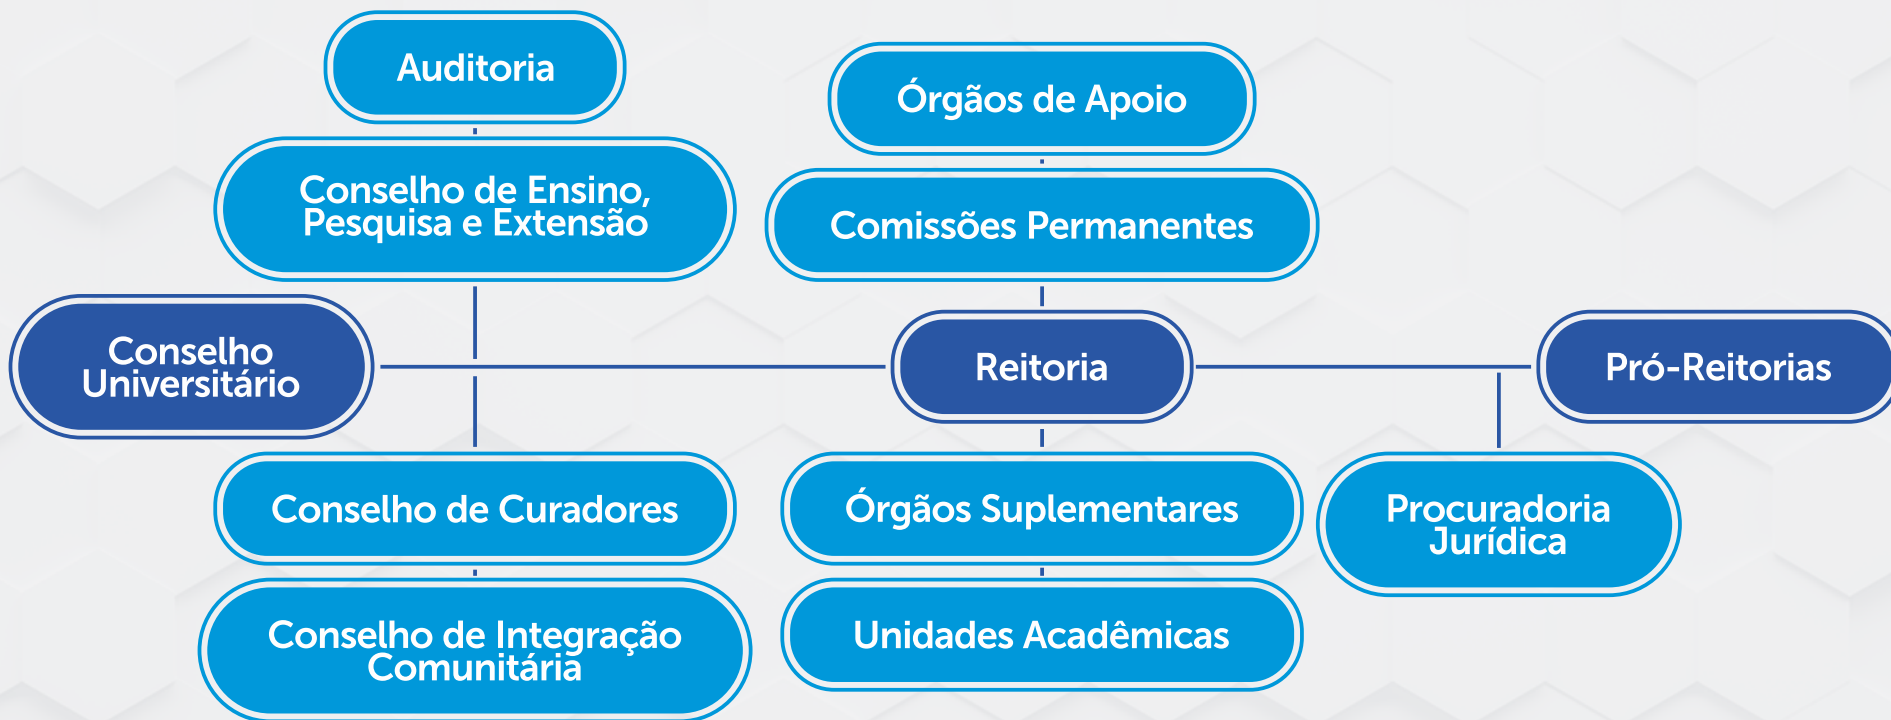 Auditoria
Órgãos de Apoio
Conselho de Ensino,
Pesquisa e Extensão
Comissões Permanentes
Conselho
Universitário
Reitoria
Pró-Reitorias
Conselho de Curadores
Órgãos Suplementares
Procuradoria
Jurídica
Conselho de Integração
Comunitária
Unidades Acadêmicas